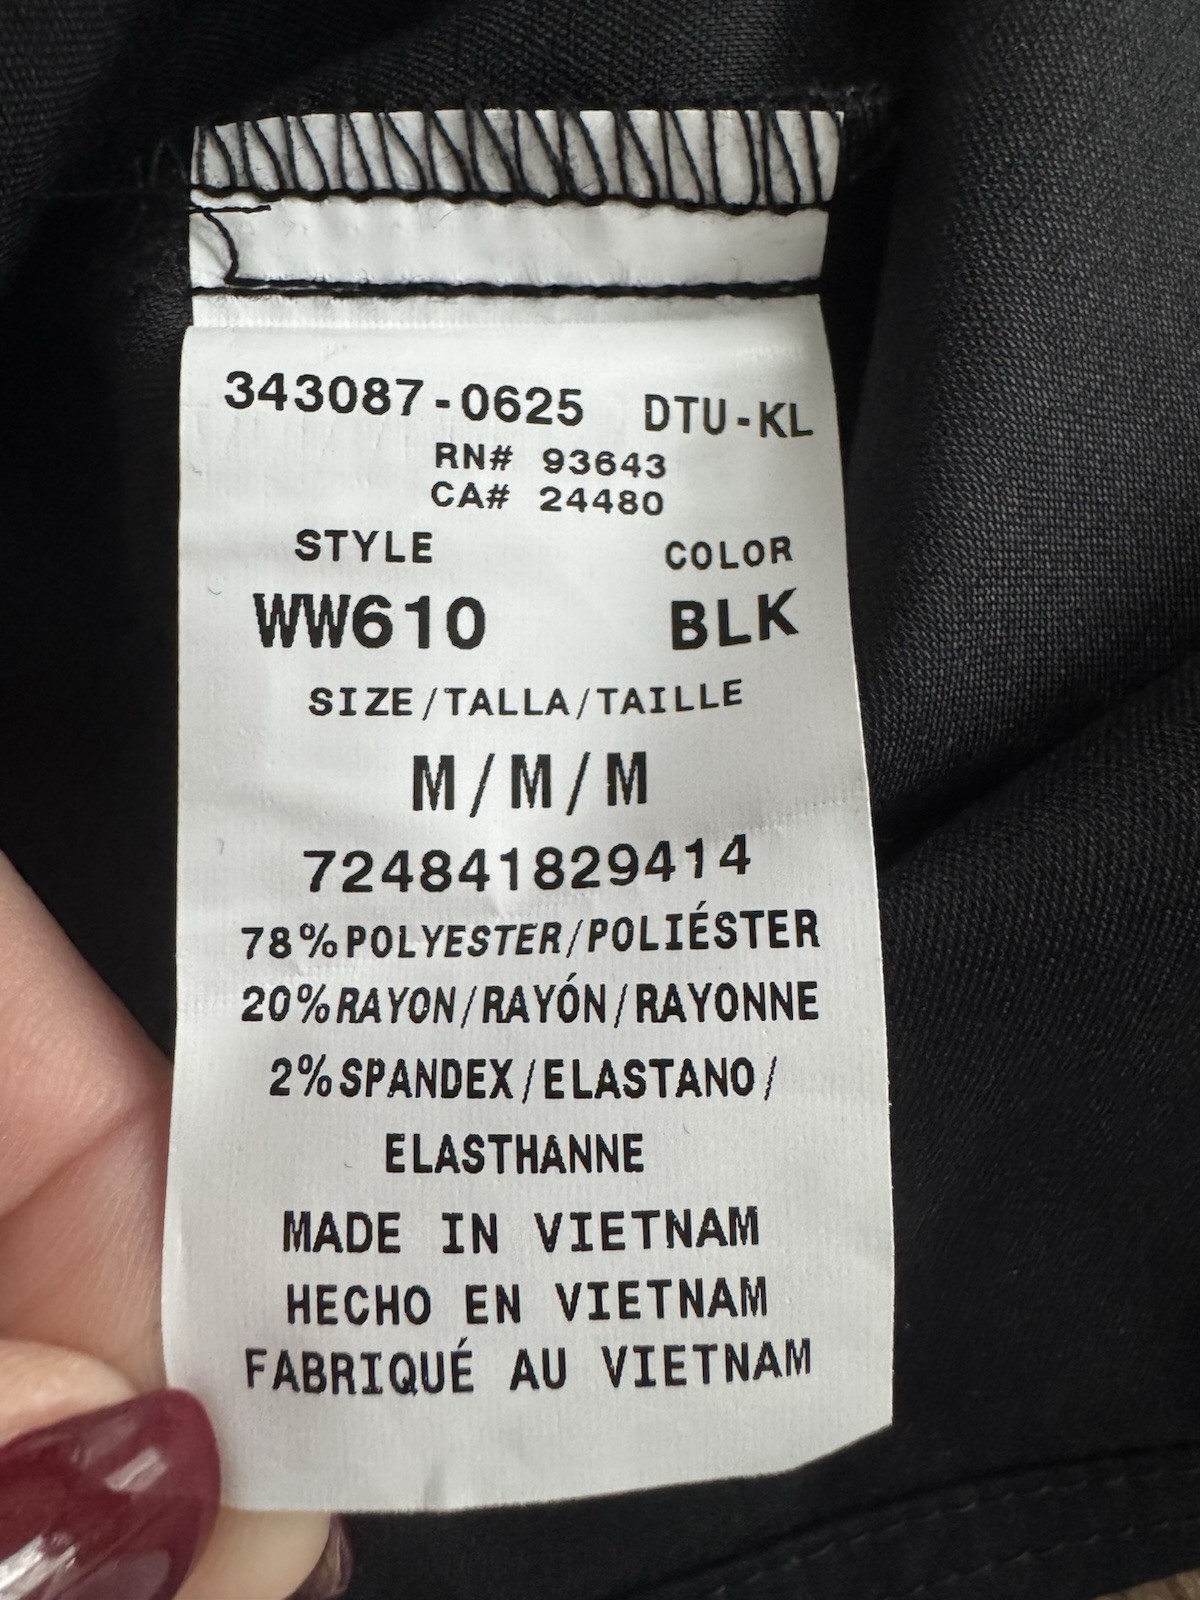 343087-0625 DTU-KL
RN# 93643
CA# 24480
STYLE COLOR
WW610 BLK
SIZE/TALLA/TAILLE
M/M/M
724841829414
78%POLYESTER/POLIÉSTER
20%RAYON/RAYÓN/RAYONNE
2%SPANDEX/ELASTANO/
ELASTHANNE
MADE IN VIETNAM
HECHO EN VIETNAM
FABRIQUÉ AU VIETNAM